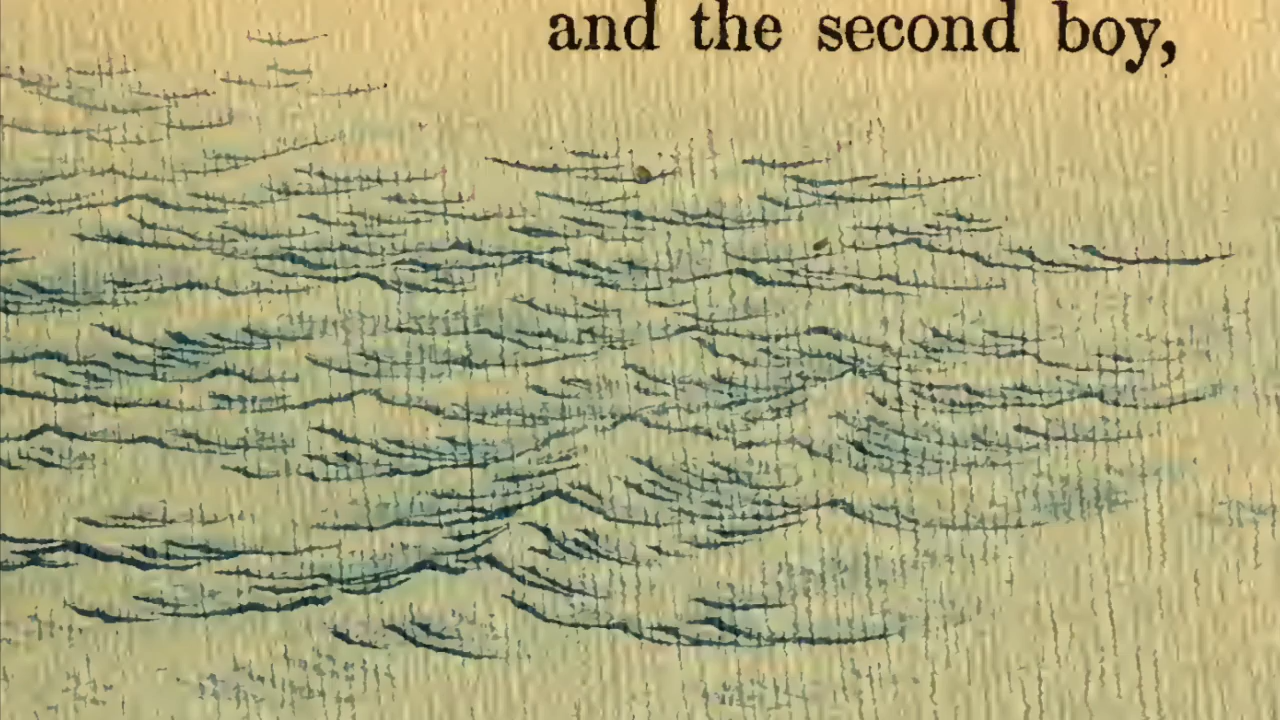 and the second boy,